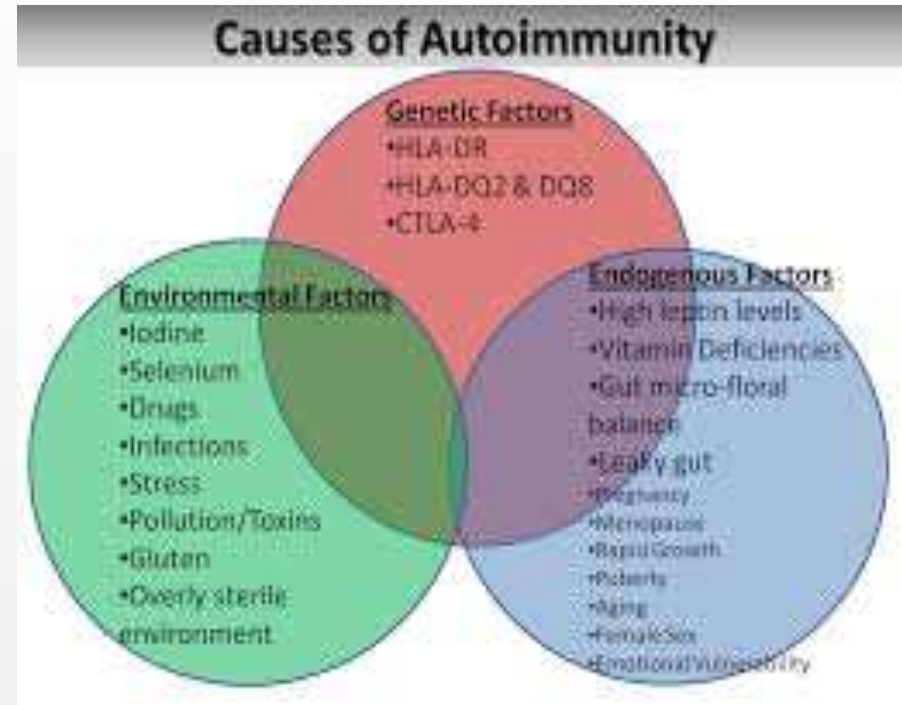 Causes of Autoimmunity
Genetic Factors
•HLA-DR
•HLA-DQ2 & DQ8
•CTLA-4
Environmental Factors
•Iodine
•Selenium
•Drugs
•Infections
•Stress
•Pollution/Toxins
•Gluten
•Overly sterile
environment
Endogenous Factors
•High leptin levels
•Vitamin Deficiencies
•Gut micro-floral
balance
•Leaky gut
•Pregnancy
•Menopause
•Rapid Growth
•Puberty
•Aging
•Female Sex
•Emotional Vulnerability